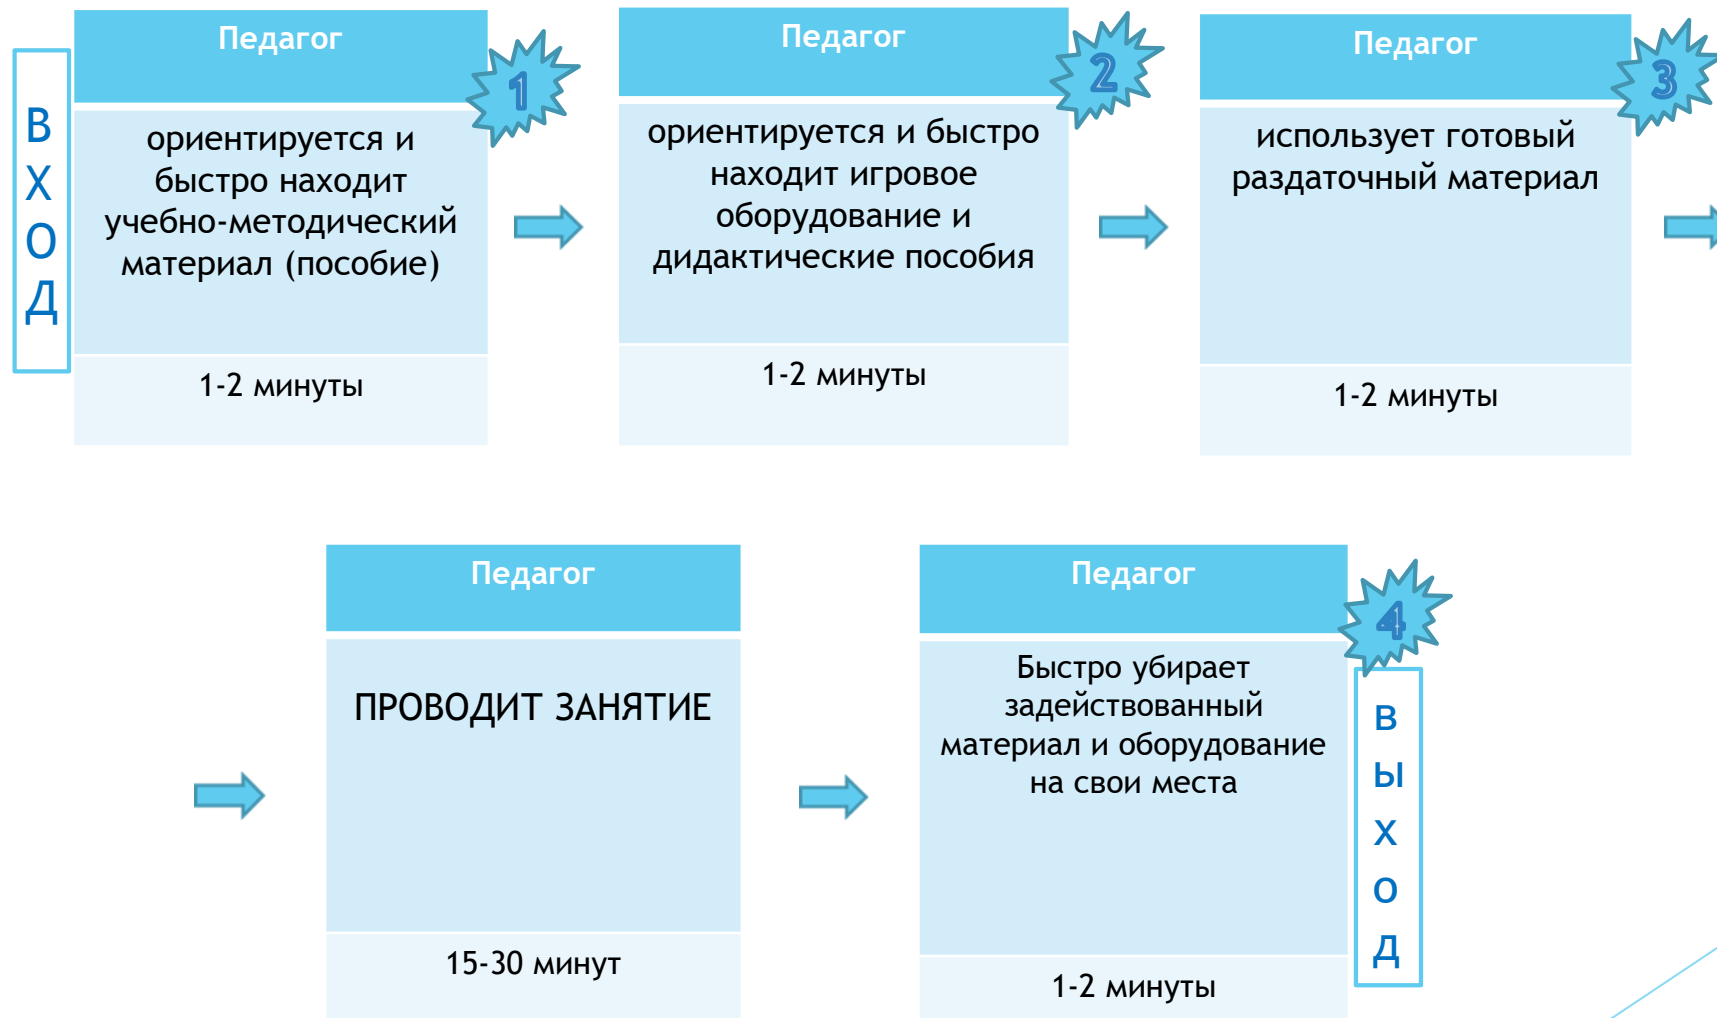 ВХОД
Педагог
1
ориентируется и
быстро находит
учебно-методический
материал (пособие)
1-2 минуты
Педагог
2
ориентируется и быстро
находит игровое
оборудование и
дидактические пособия
1-2 минуты
Педагог
3
использует готовый
раздаточный материал
1-2 минуты
Педагог
ПРОВОДИТ ЗАНЯТИЕ
15-30 минут
Педагог
4
Быстро убирает
задействованный
материал и оборудование
на свои места
1-2 минуты
выход